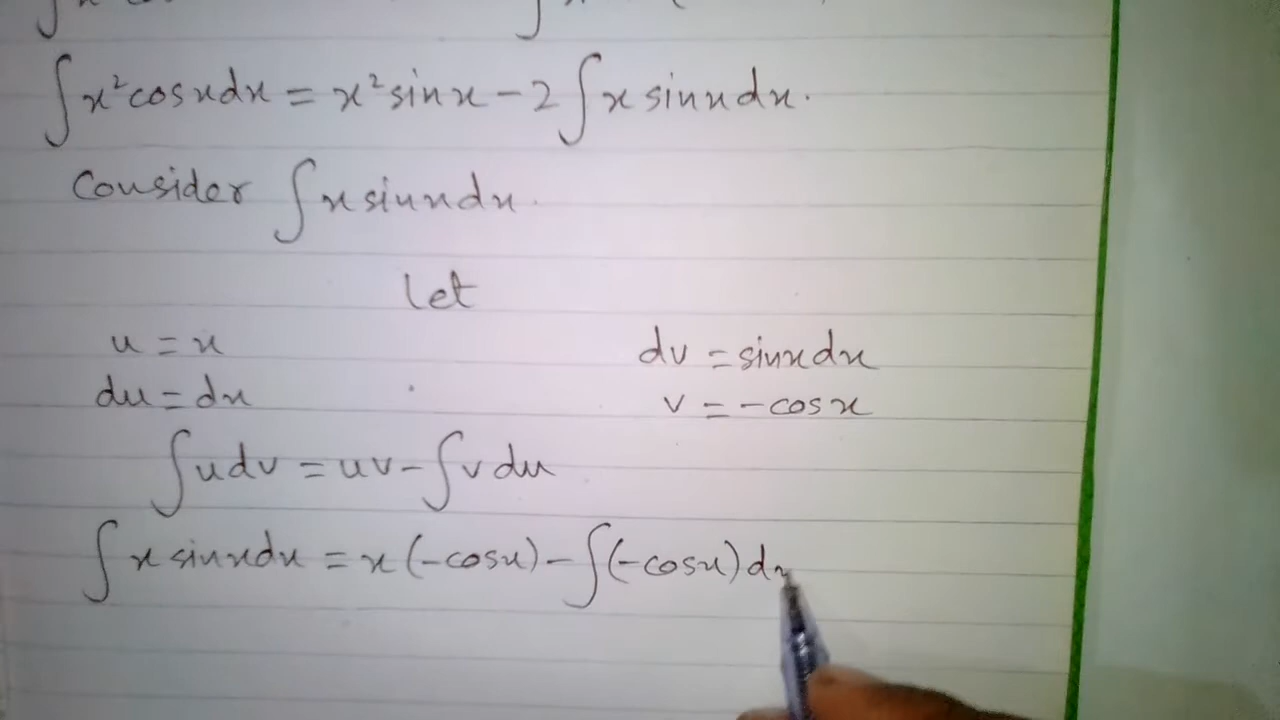 ∫x²cosxdx = x²sinx - 2∫x sinxdx.
Consider ∫x sinxdx.
Let
u = x dv = sinxdx
du = dx v = -cosx
∫udv = uv - ∫vdu
∫x sinxdx = x(-cosx) - ∫(-cosx)dx